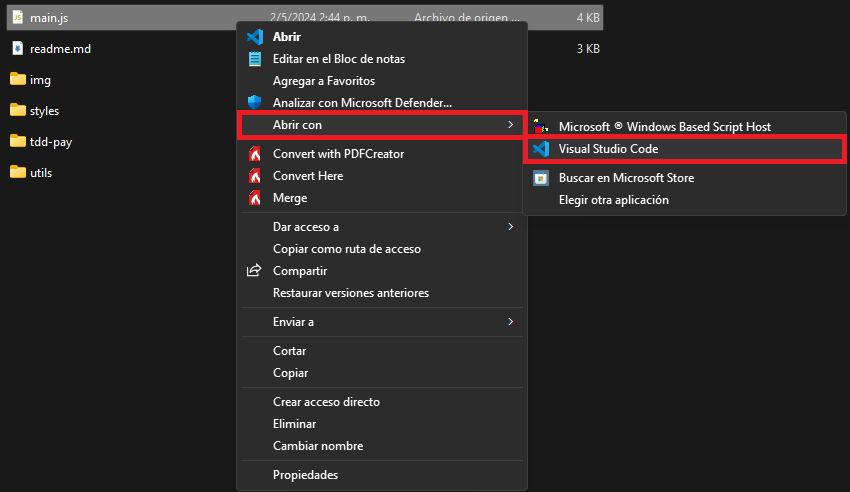 main.js 2/5/2024 2:44 p. m. Archivo de origen ... 4 KB
readme.md 3 KB
img
styles
tdd-pay
utils
Abrir
Editar en el Bloc de notas
Agregar a Favoritos
Analizar con Microsoft Defender...
Abrir con
Convert with PDFCreator
Convert Here
Merge
Dar acceso a
Copiar como ruta de acceso
Compartir
Restaurar versiones anteriores
Enviar a
Cortar
Copiar
Crear acceso directo
Eliminar
Cambiar nombre
Propiedades
Microsoft ® Windows Based Script Host
Visual Studio Code
Buscar en Microsoft Store
Elegir otra aplicación